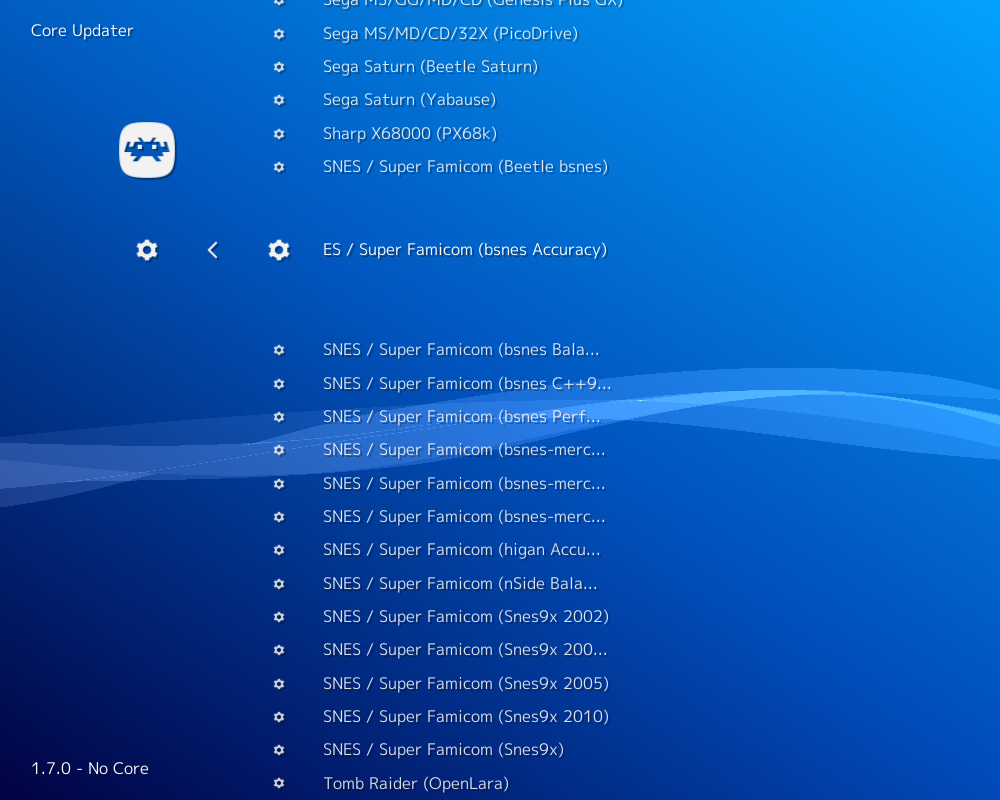 Sega MS/GG/MD/CD (Genesis Plus GX)
Core Updater
Sega MS/MD/CD/32X (PicoDrive)
Sega Saturn (Beetle Saturn)
Sega Saturn (Yabause)
Sharp X68000 (PX68k)
SNES / Super Famicom (Beetle bsnes)
ES / Super Famicom (bsnes Accuracy)
SNES / Super Famicom (bsnes Bala...
SNES / Super Famicom (bsnes C++9...
SNES / Super Famicom (bsnes Perf...
SNES / Super Famicom (bsnes-merc...
SNES / Super Famicom (bsnes-merc...
SNES / Super Famicom (bsnes-merc...
SNES / Super Famicom (higan Accu...
SNES / Super Famicom (nSide Bala...
SNES / Super Famicom (Snes9x 2002)
SNES / Super Famicom (Snes9x 200...
SNES / Super Famicom (Snes9x 2005)
SNES / Super Famicom (Snes9x 2010)
SNES / Super Famicom (Snes9x)
1.7.0 - No Core
Tomb Raider (OpenLara)